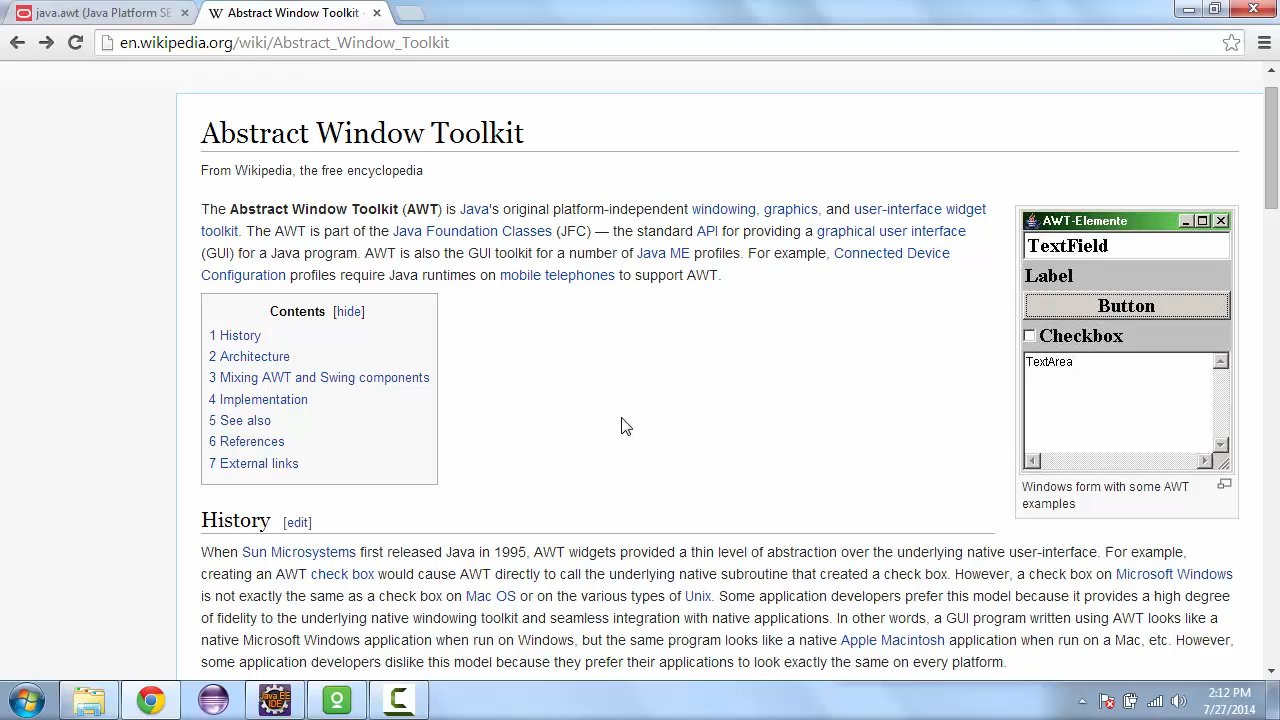 java.awt (Java Platform SE
Abstract Window Toolkit -
en.wikipedia.org/wiki/Abstract_Window_Toolkit
Abstract Window Toolkit
From Wikipedia, the free encyclopedia
The Abstract Window Toolkit (AWT) is Java's original platform-independent windowing, graphics, and user-interface widget
toolkit. The AWT is part of the Java Foundation Classes (JFC) — the standard API for providing a graphical user interface
(GUI) for a Java program. AWT is also the GUI toolkit for a number of Java ME profiles. For example, Connected Device
Configuration profiles require Java runtimes on mobile telephones to support AWT.
AWT-Elemente
TextField
Label
Button
Checkbox
TextArea
Windows form with some AWT
examples
Contents [hide]
1 History
2 Architecture
3 Mixing AWT and Swing components
4 Implementation
5 See also
6 References
7 External links
History [edit]
When Sun Microsystems first released Java in 1995, AWT widgets provided a thin level of abstraction over the underlying native user-interface. For example,
creating an AWT check box would cause AWT directly to call the underlying native subroutine that created a check box. However, a check box on Microsoft Windows
is not exactly the same as a check box on Mac OS or on the various types of Unix. Some application developers prefer this model because it provides a high degree
of fidelity to the underlying native windowing toolkit and seamless integration with native applications. In other words, a GUI program written using AWT looks like a
native Microsoft Windows application when run on Windows, but the same program looks like a native Apple Macintosh application when run on a Mac, etc. However,
some application developers dislike this model because they prefer their applications to look exactly the same on every platform.
Java EE
IDE
2:12 PM
7/27/2014